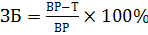 ЗБ = (ВР−Т)/ВР × 100%